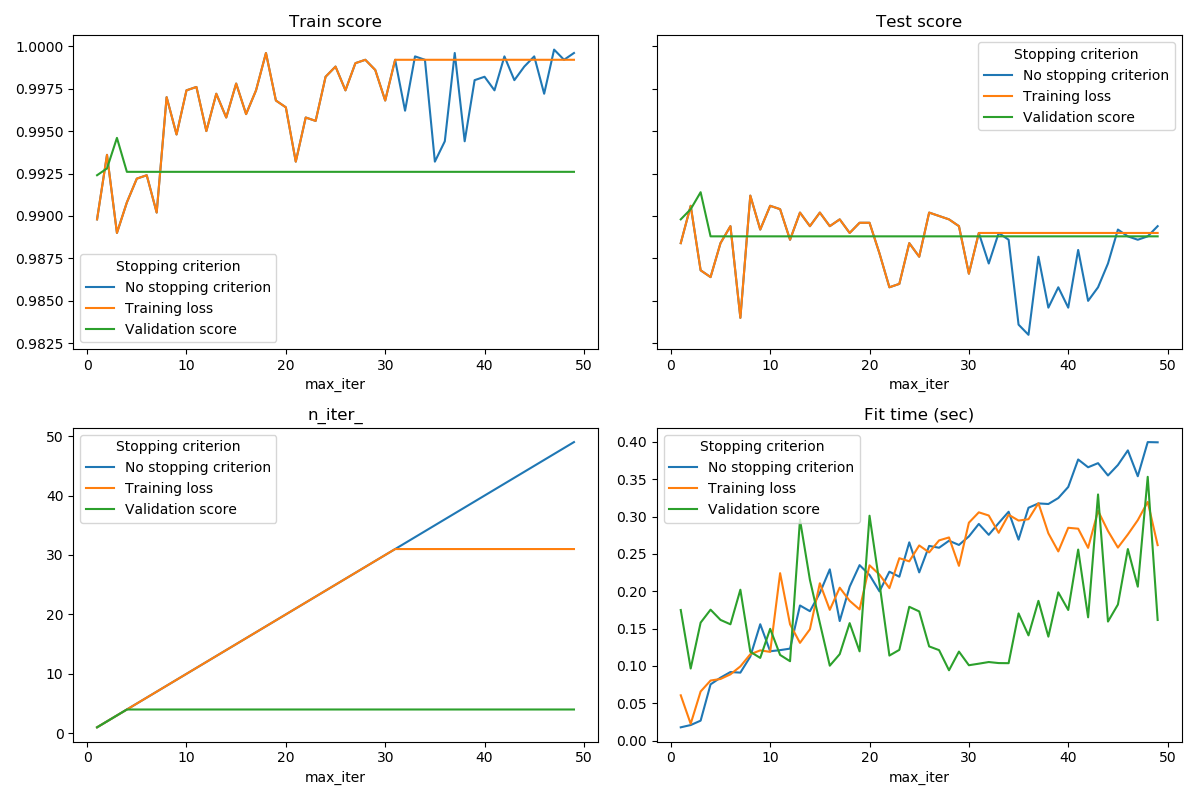 Train score
1.0000
0.9975
0.9950
0.9925
0.9900
0.9875
0.9850
0.9825
Stopping criterion
No stopping criterion
Training loss
Validation score
0 10 20 30 40 50
max_iter
Test score
Stopping criterion
No stopping criterion
Training loss
Validation score
0 10 20 30 40 50
max_iter
n_iter_
50
40
30
20
10
0
Stopping criterion
No stopping criterion
Training loss
Validation score
0 10 20 30 40 50
max_iter
Fit time (sec)
0.40
0.35
0.30
0.25
0.20
0.15
0.10
0.05
0.00
Stopping criterion
No stopping criterion
Training loss
Validation score
0 10 20 30 40 50
max_iter